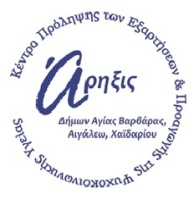 Κέντρο Πρόληψης των Εξαρτήσεων & Προαγωγής της Ψυχοκοινωνικής Υγείας
Άρηξις
Δήμων Αγίας Βαρβάρας,
Αιγάλεω, Χαϊδαρίου